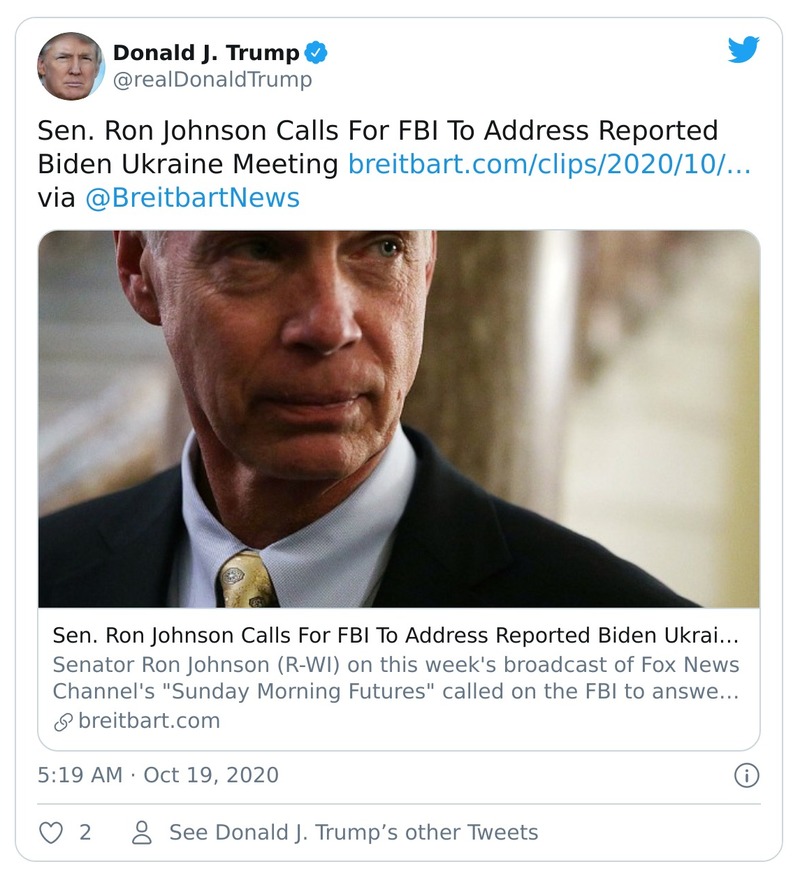 Donald J. Trump
@realDonaldTrump
Sen. Ron Johnson Calls For FBI To Address Reported
Biden Ukraine Meeting breitbart.com/clips/2020/10/…
via @BreitbartNews
Sen. Ron Johnson Calls For FBI To Address Reported Biden Ukrai…
Senator Ron Johnson (R-WI) on this week's broadcast of Fox News
Channel's "Sunday Morning Futures" called on the FBI to answe…
breitbart.com
5:19 AM · Oct 19, 2020
2 See Donald J. Trump’s other Tweets